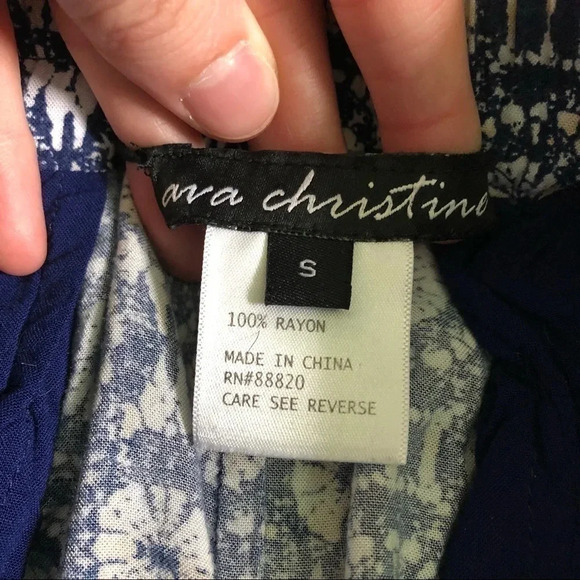 ava christine
S
100% RAYON
MADE IN CHINA
RN#88820
CARE SEE REVERSE